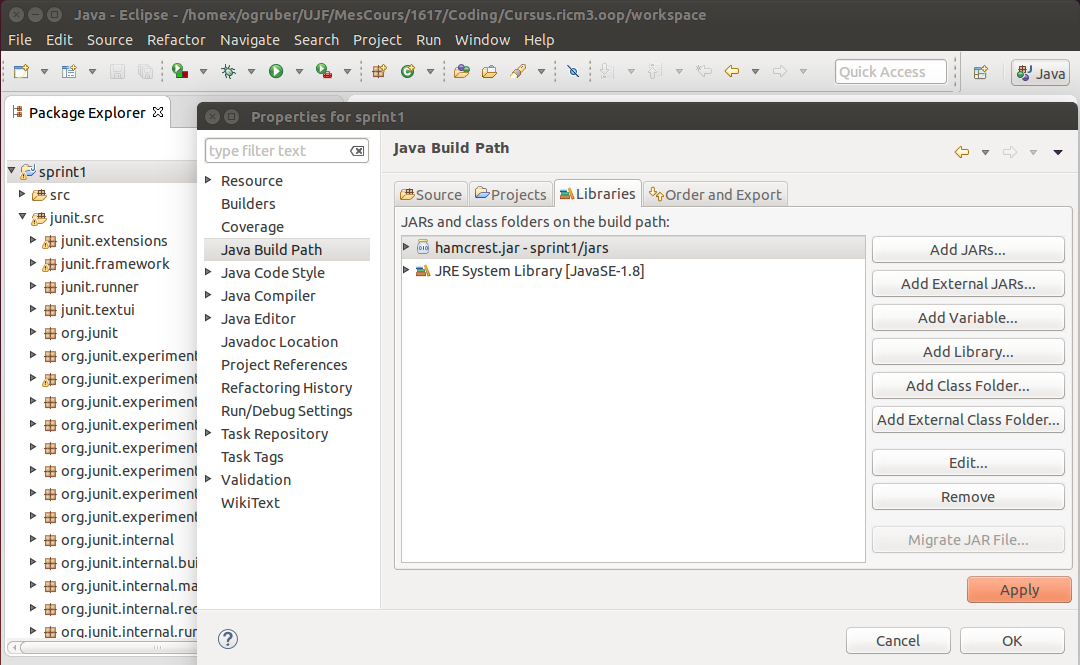 Java - Eclipse - /homex/ogruber/UJF/MesCours/1617/Coding/Cursus.ricm3.oop/workspace
File Edit Source Refactor Navigate Search Project Run Window Help
Quick Access
Java
Package Explorer
sprint1
src
junit.src
junit.extensions
junit.framework
junit.runner
junit.textui
org.junit
org.junit.experiment
org.junit.experiment
org.junit.experiment
org.junit.experiment
org.junit.experiment
org.junit.experiment
org.junit.experiment
org.junit.experiment
org.junit.internal
org.junit.internal.bui
org.junit.internal.ma
org.junit.internal.rec
org.junit.internal.rur
Properties for sprint1
type filter text
Resource
Builders
Coverage
Java Build Path
Java Code Style
Java Compiler
Java Editor
Javadoc Location
Project References
Refactoring History
Run/Debug Settings
Task Repository
Task Tags
Validation
WikiText
Java Build Path
Source Projects Libraries Order and Export
JARs and class folders on the build path:
hamcrest.jar - sprint1/jars
JRE System Library [JavaSE-1.8]
Add JARs...
Add External JARs...
Add Variable...
Add Library...
Add Class Folder...
Add External Class Folder...
Edit...
Remove
Migrate JAR File...
Apply
Cancel OK